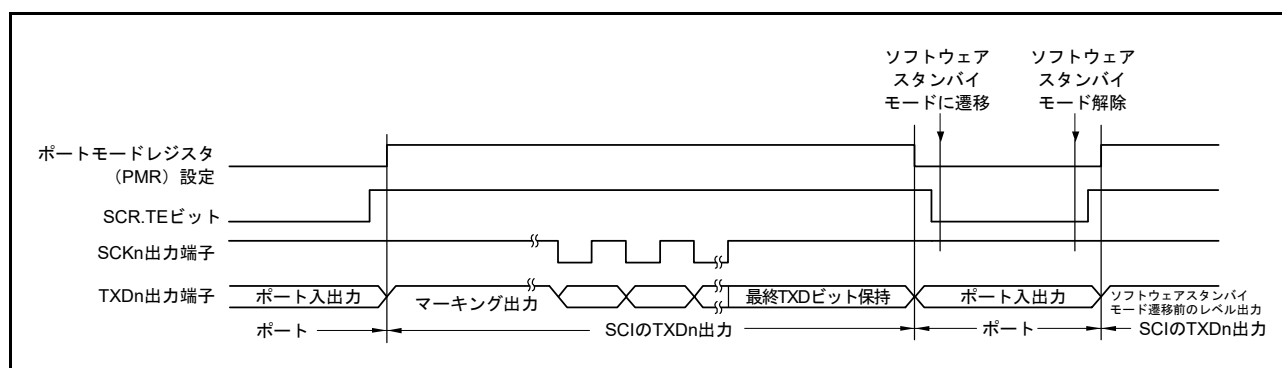 ソフトウェア
スタンバイ
モードに遷移
ソフトウェア
スタンバイ
モード解除
ポートモードレジスタ
(PMR)設定
SCR.TEビット
SCKn出力端子
TXDn出力端子
ポート入出力
マーキング出力
最終TXDビット保持
ポート入出力
ソフトウェアスタンバイ
モード遷移前のレベル出力
ポート
SCIのTXDn出力
ポート
SCIのTXDn出力